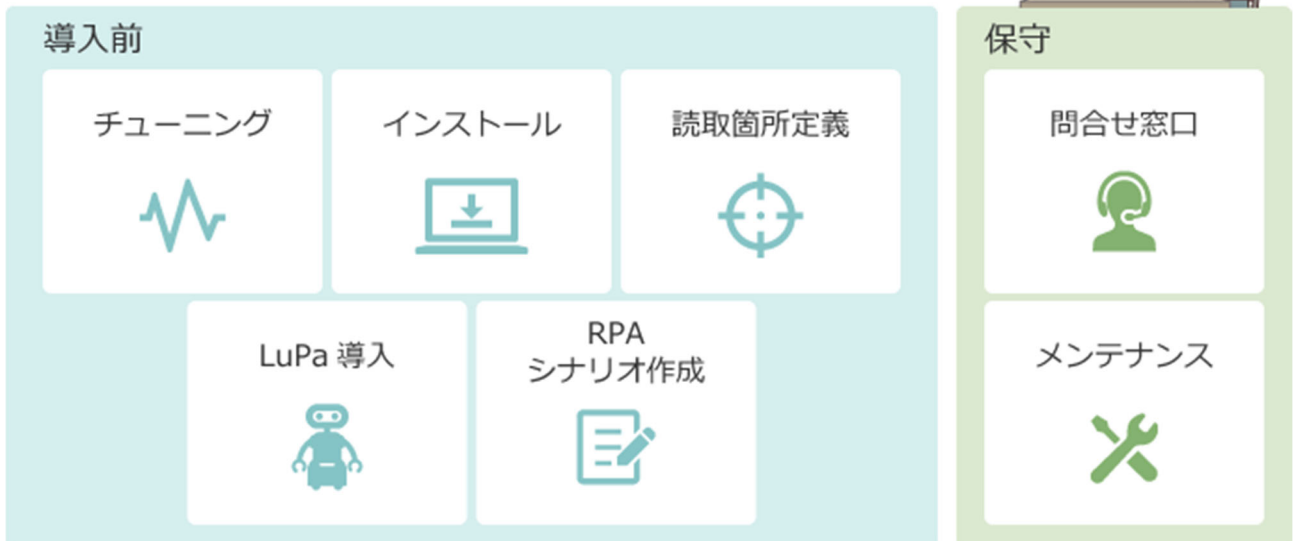 導入前
チューニング
インストール
読取箇所定義
LuPa 導入
RPA
シナリオ作成
保守
問合せ窓口
メンテナンス